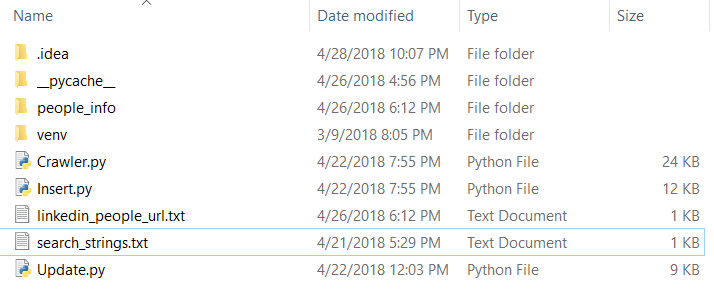 Name Date modified Type Size
.idea 4/28/2018 10:07 PM File folder
__pycache__ 4/26/2018 4:56 PM File folder
people_info 4/26/2018 6:12 PM File folder
venv 3/9/2018 8:05 PM File folder
Crawler.py 4/22/2018 7:55 PM Python File 24 KB
Insert.py 4/22/2018 7:55 PM Python File 12 KB
linkedin_people_url.txt 4/26/2018 6:12 PM Text Document 1 KB
search_strings.txt 4/21/2018 5:29 PM Text Document 1 KB
Update.py 4/22/2018 12:03 PM Python File 9 KB